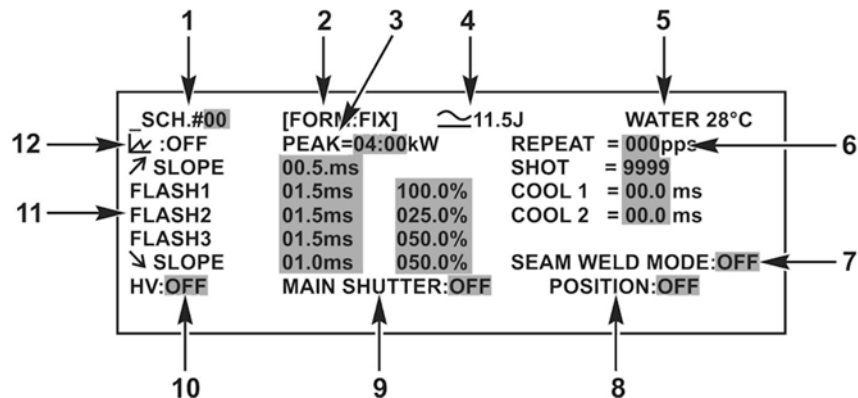 1 2 3 4 5
_SCH.#00 [FORM:FIX] 11.5J WATER 28°C
12 :OFF PEAK=04:00kW REPEAT = 000pps 6
SLOPE 00.5.ms SHOT = 9999
FLASH1 01.5ms 100.0% COOL 1 = 00.0 ms
11 FLASH2 01.5ms 025.0% COOL 2 = 00.0 ms
FLASH3 01.5ms 050.0%
SLOPE 01.0ms 050.0% SEAM WELD MODE:OFF 7
HV:OFF MAIN SHUTTER:OFF POSITION:OFF
10 9 8